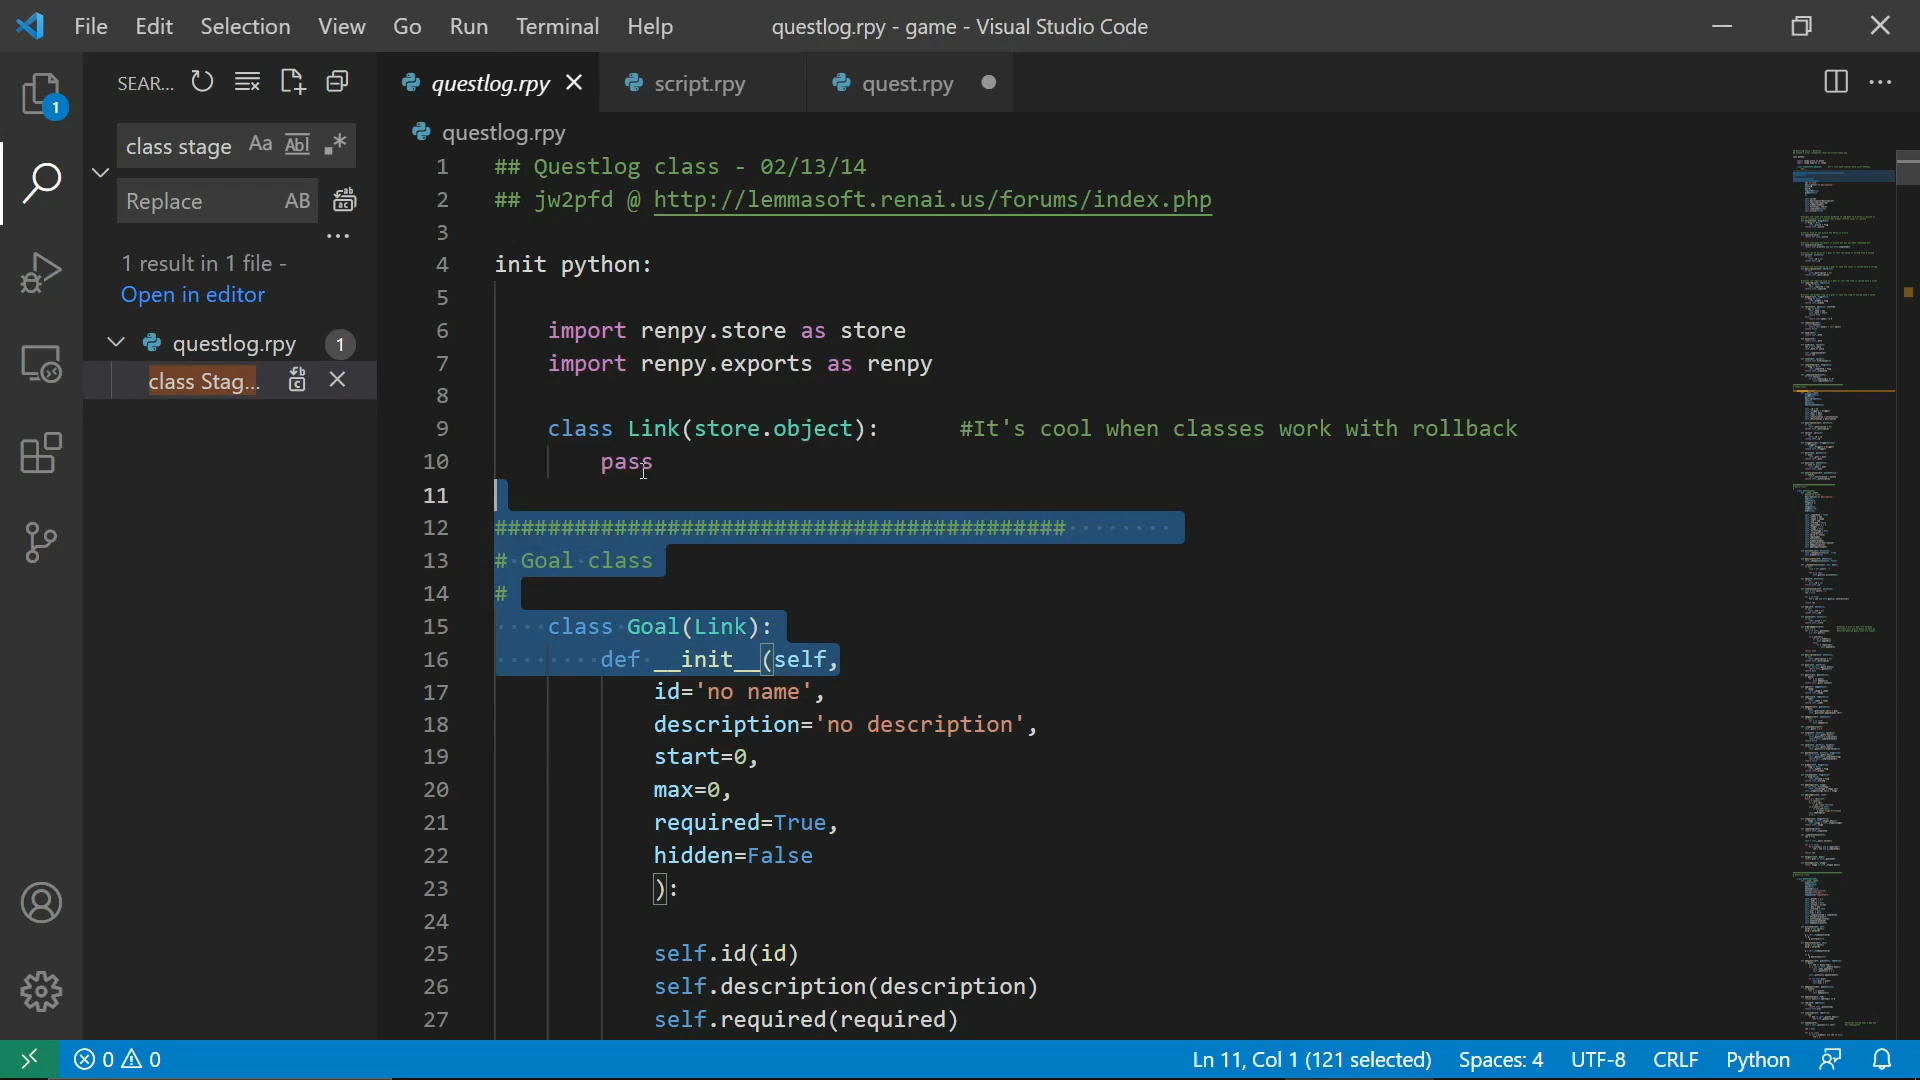 File Edit Selection View Go Run Terminal Help
questlog.rpy - game - Visual Studio Code
1
SEAR...
class stage Aa Abl .*
Replace AB
...
1 result in 1 file -
Open in editor
questlog.rpy 1
class Stag...
questlog.rpy script.rpy quest.rpy
questlog.rpy
1 ## Questlog class - 02/13/14
2 ## jw2pfd @ http://lemmasoft.renai.us/forums/index.php
3
4 init python:
5
6 import renpy.store as store
7 import renpy.exports as renpy
8
9 class Link(store.object): #It's cool when classes work with rollback
10 pass
11
12 ###########################################
13 # Goal class
14 #
15 class Goal(Link):
16 def __init__(self,
17 id='no name',
18 description='no description',
19 start=0,
20 max=0,
21 required=True,
22 hidden=False
23 ):
24
25 self.id(id)
26 self.description(description)
27 self.required(required)
0 0
Ln 11, Col 1 (121 selected) Spaces: 4 UTF-8 CRLF Python